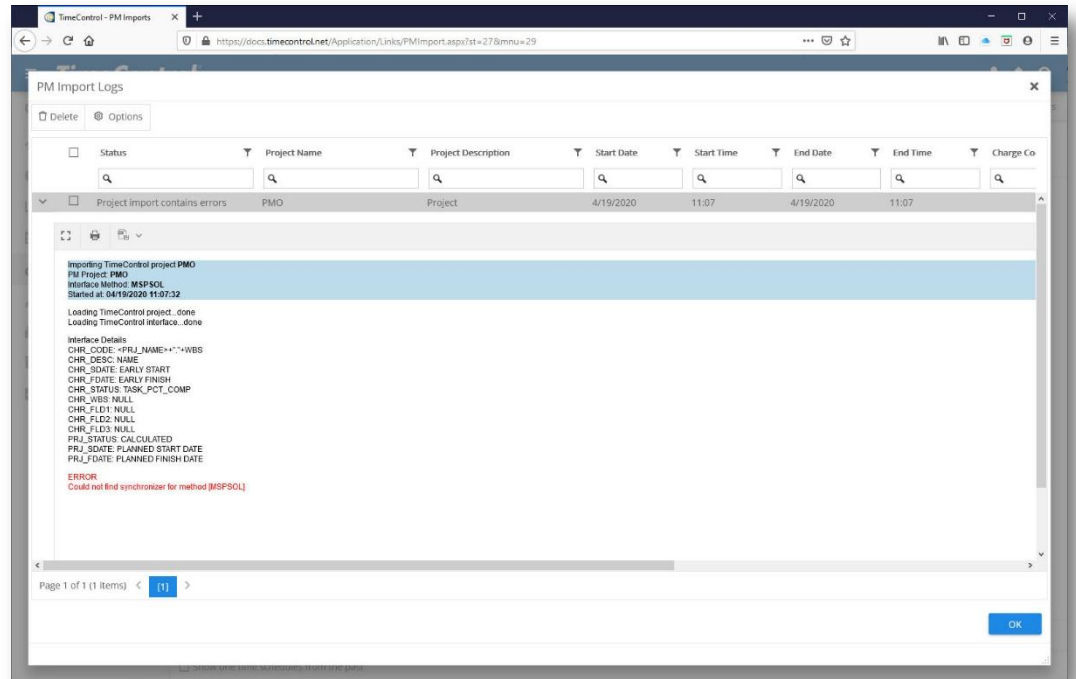 TimeControl - PM Imports
https://docs.timecontrol.net/Application/Links/PMImport.aspx?st=27&mnu=29
PM Import Logs
Delete Options
Status Project Name Project Description Start Date Start Time End Date End Time Charge Co
Project import contains errors PMO Project 4/19/2020 11:07 4/19/2020 11:07
Importing TimeControl project PMO
PM Project: PMO
Interface Method: MSPSOL
Started at: 04/19/2020 11:07:32
Loading TimeControl project...done
Loading TimeControl interface...done
Interface Details
CHR_CODE: <PRJ_NAME>+"."+WBS
CHR_DESC: NAME
CHR_SDATE: EARLY START
CHR_FDATE: EARLY FINISH
CHR_STATUS: TASK_PCT_COMP
CHR_WBS: NULL
CHR_FLD1: NULL
CHR_FLD2: NULL
CHR_FLD3: NULL
PRJ_STATUS: CALCULATED
PRJ_SDATE: PLANNED START DATE
PRJ_FDATE: PLANNED FINISH DATE
ERROR
Could not find synchronizer for method [MSPSOL]
Page 1 of 1 (1 items) [1]
OK
Show one time schedules from the past